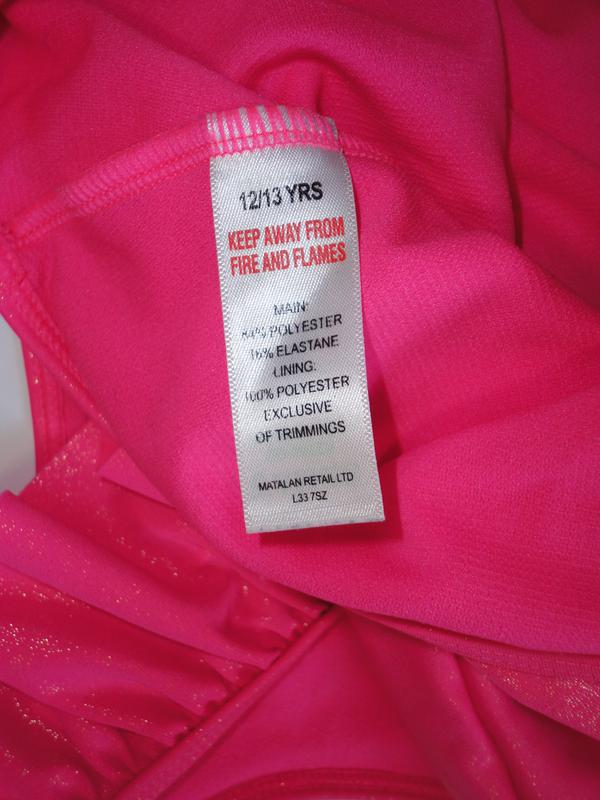 12/13 YRS
KEEP AWAY FROM
FIRE AND FLAMES
MAIN:
84% POLYESTER
16% ELASTANE
LINING:
100% POLYESTER
EXCLUSIVE
OF TRIMMINGS
MATALAN RETAIL LTD
L33 7SZ